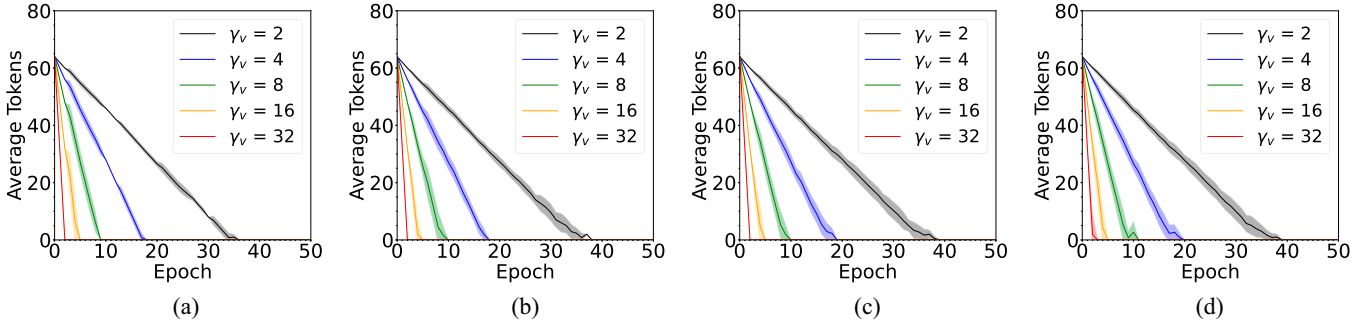 80
60
40
20
0
Average Tokens
γv = 2
γv = 4
γv = 8
γv = 16
γv = 32
0 10 20 30 40 50
Epoch
(a)
80
60
40
20
0
Average Tokens
γv = 2
γv = 4
γv = 8
γv = 16
γv = 32
0 10 20 30 40 50
Epoch
(b)
80
60
40
20
0
Average Tokens
γv = 2
γv = 4
γv = 8
γv = 16
γv = 32
0 10 20 30 40 50
Epoch
(c)
80
60
40
20
0
Average Tokens
γv = 2
γv = 4
γv = 8
γv = 16
γv = 32
0 10 20 30 40 50
Epoch
(d)